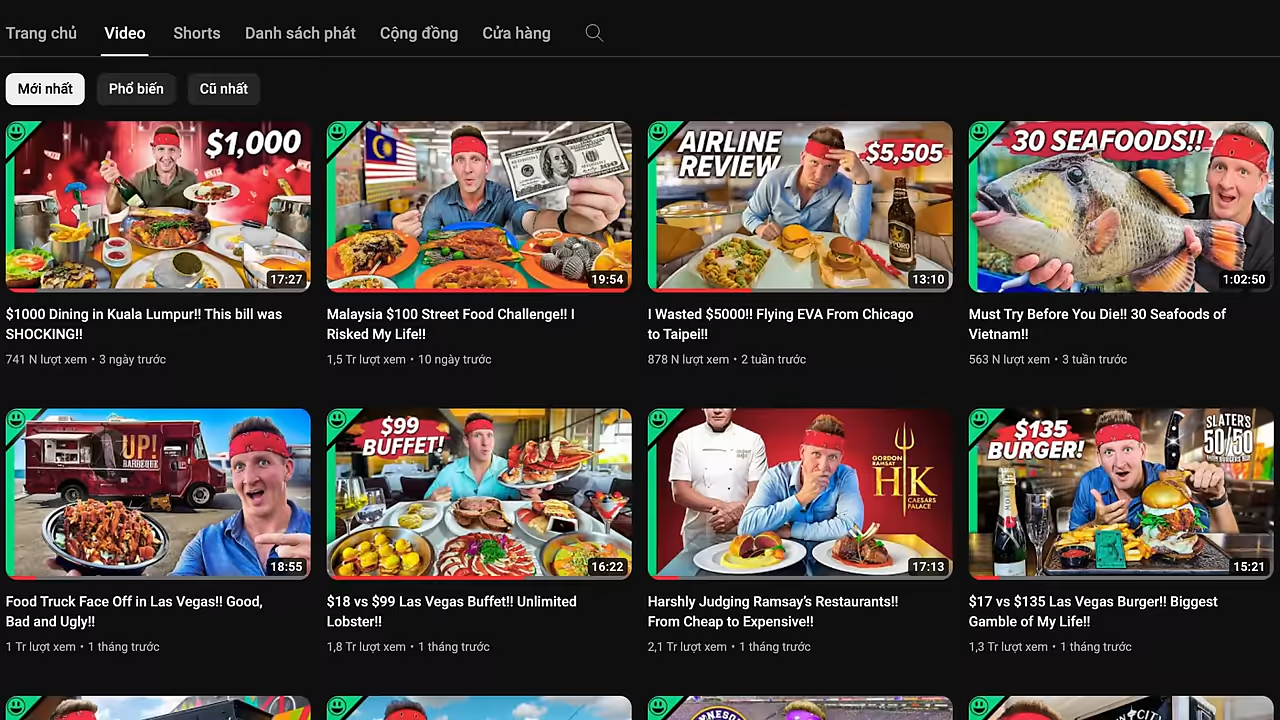 Trang chủ Video Shorts Danh sách phát Cộng đồng Cửa hàng
Mới nhất Phổ biến Cũ nhất
$1,000
17:27
$1000 Dining in Kuala Lumpur!! This bill was
SHOCKING!!
741 N lượt xem • 3 ngày trước
100
19:54
Malaysia $100 Street Food Challenge!! I
Risked My Life!!
1,5 Tr lượt xem • 10 ngày trước
AIRLINE
REVIEW
$5,505
SAPPORO
13:10
I Wasted $5000!! Flying EVA From Chicago
to Taipei!!
878 N lượt xem • 2 tuần trước
30 SEAFOODS!!
1:02:50
Must Try Before You Die!! 30 Seafoods of
Vietnam!!
563 N lượt xem • 3 tuần trước
UP!
BARBEQUE
18:55
Food Truck Face Off in Las Vegas!! Good,
Bad and Ugly!!
1 Tr lượt xem • 1 tháng trước
$99
BUFFET!
16:22
$18 vs $99 Las Vegas Buffet!! Unlimited
Lobster!!
1,8 Tr lượt xem • 1 tháng trước
GORDON
RAMSAY
HK
CAESARS
PALACE
17:13
Harshly Judging Ramsay's Restaurants!!
From Cheap to Expensive!!
2,1 Tr lượt xem • 1 tháng trước
$135
BURGER!
SLATER'S
50/50
15:21
$17 vs $135 Las Vegas Burger!! Biggest
Gamble of My Life!!
1,3 Tr lượt xem • 1 tháng trước